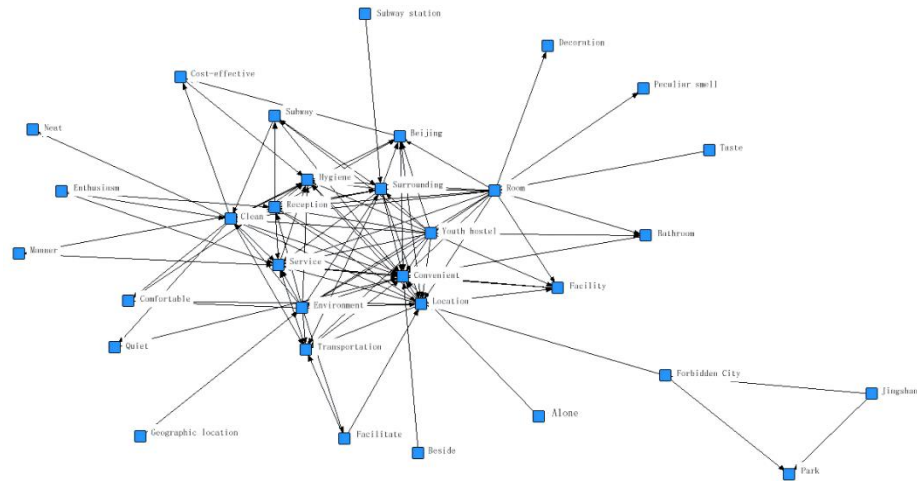 Subway station
Decoration
Cost-effective
Peculiar smell
Subway
Neat
Beijing
Taste
Hygiene
Surrounding
Room
Enthusiasm
Reception
Clean
Youth hostel
Bathroom
Manner
Service
Convenient
Facility
Comfortable
Environment
Location
Quiet
Transportation
Forbidden City
Jingshan
Alone
Geographic location
Facilitate
Beside
Park